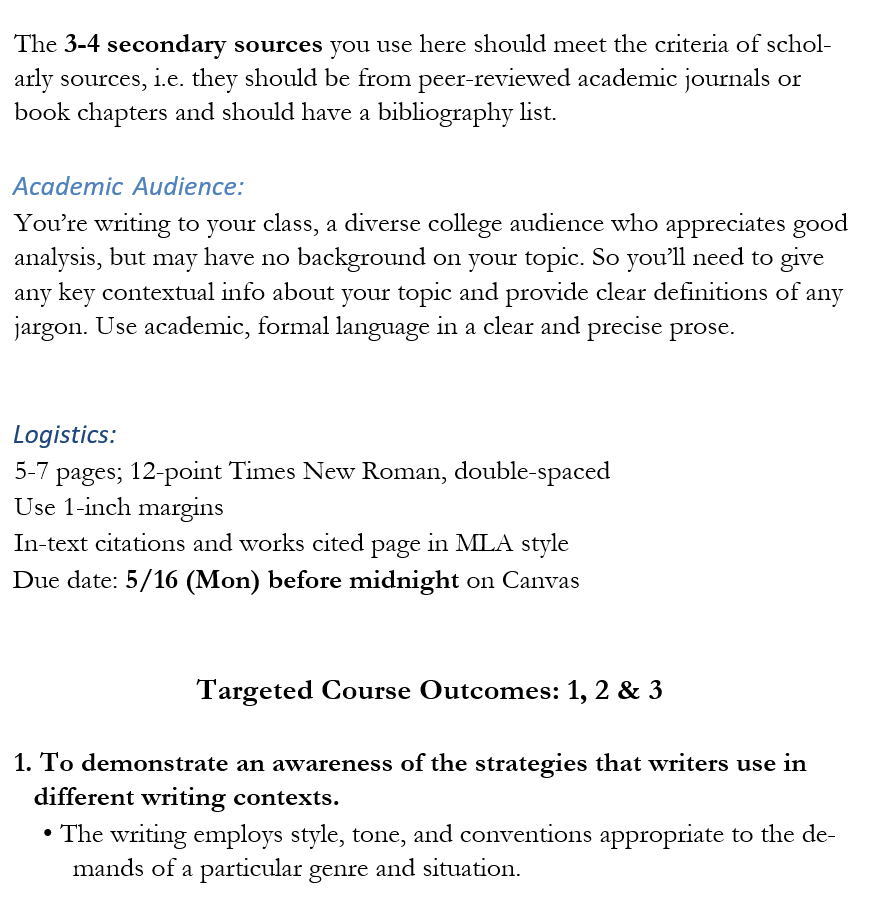 The 3-4 secondary sources you use here should meet the criteria of schol-
arly sources, i.e. they should be from peer-reviewed academic journals or
book chapters and should have a bibliography list.
Academic Audience:
You’re writing to your class, a diverse college audience who appreciates good
analysis, but may have no background on your topic. So you’ll need to give
any key contextual info about your topic and provide clear definitions of any
jargon. Use academic, formal language in a clear and precise prose.
Logistics:
5-7 pages; 12-point Times New Roman, double-spaced
Use 1-inch margins
In-text citations and works cited page in MLA style
Due date: 5/16 (Mon) before midnight on Canvas
Targeted Course Outcomes: 1, 2 & 3
1. To demonstrate an awareness of the strategies that writers use in
different writing contexts.
• The writing employs style, tone, and conventions appropriate to the de-
mands of a particular genre and situation.